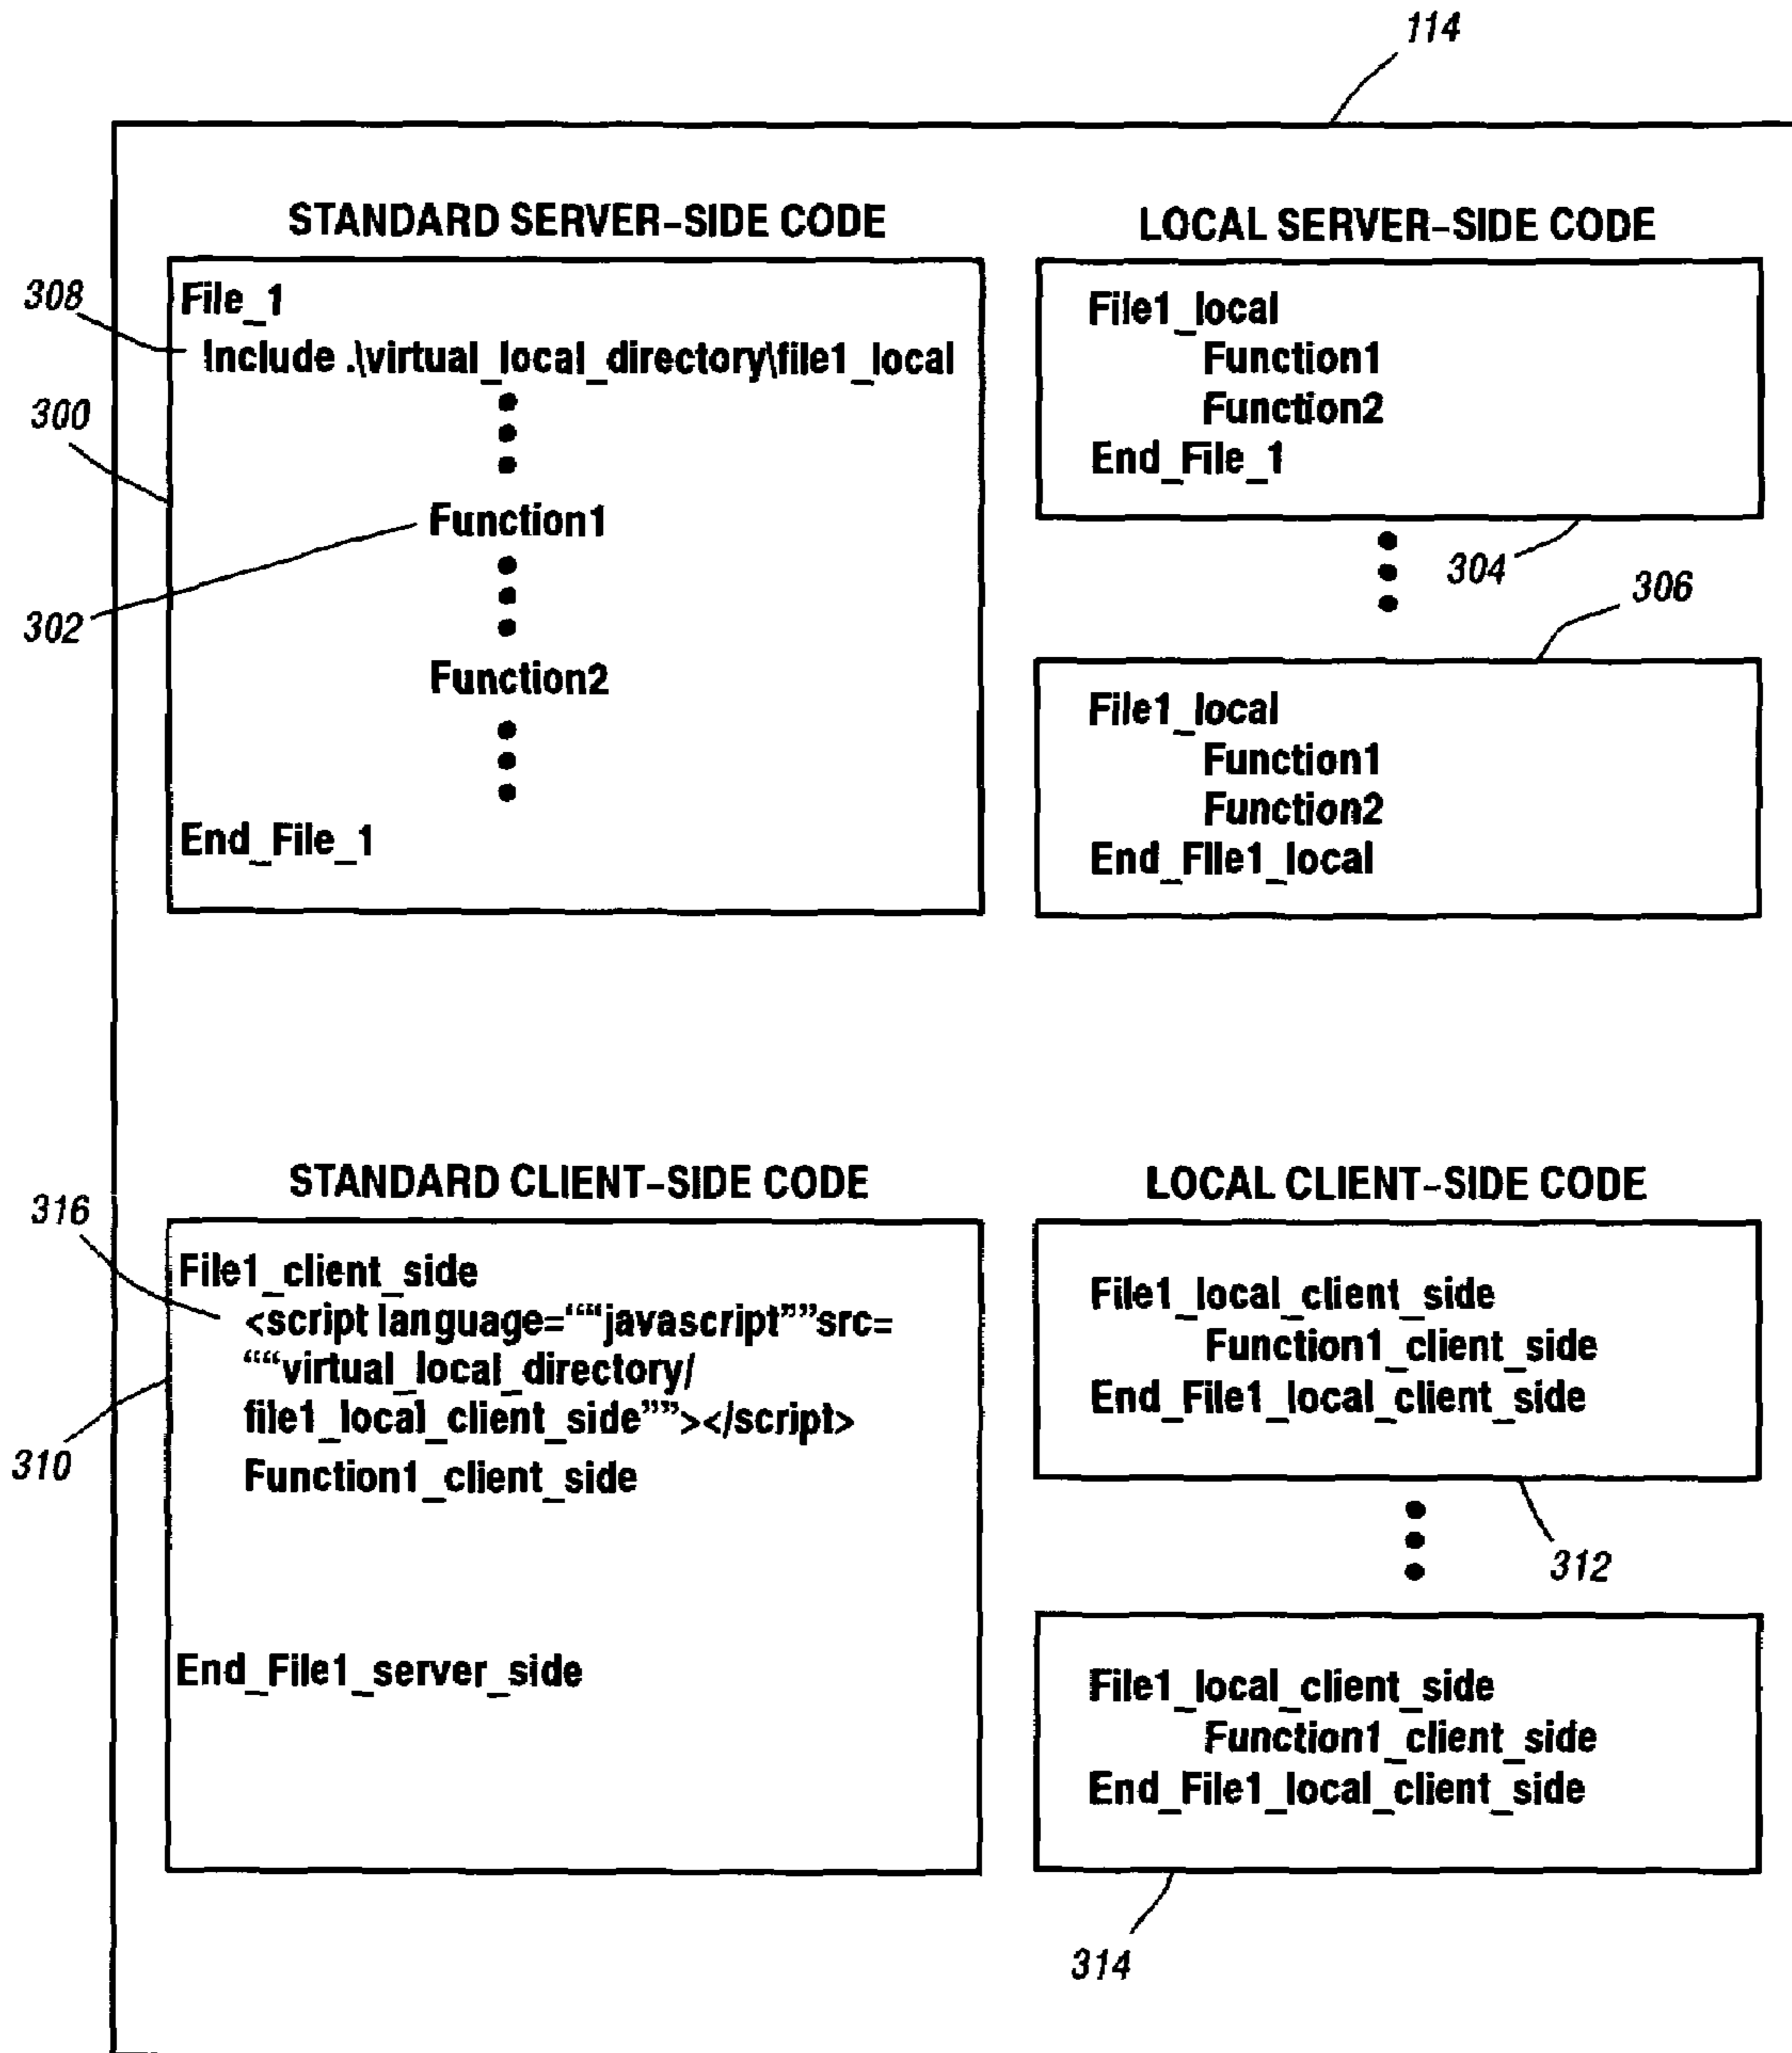 114
STANDARD SERVER-SIDE CODE
308
File_1
Include .\virtual_local_directory\file1_local
300
Function1
302
Function2
End_File_1
LOCAL SERVER-SIDE CODE
File1_local
Function1
Function2
End_File_1
304
306
File1_local
Function1
Function2
End_File1_local
STANDARD CLIENT-SIDE CODE
316
File1_client_side
<script language=““javascript””src=
““virtual_local_directory/
file1_local_client_side””></script>
310
Function1_client_side
End_File1_server_side
LOCAL CLIENT-SIDE CODE
File1_local_client_side
Function1_client_side
End_File1_local_client_side
312
File1_local_client_side
Function1_client_side
End_File1_local_client_side
314